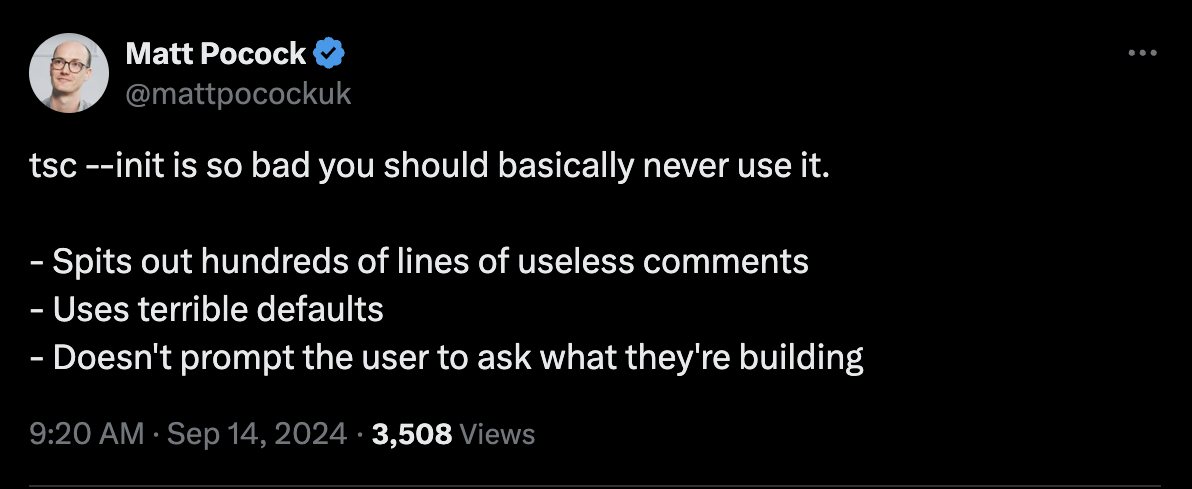 Matt Pocock
@mattpocockuk
tsc --init is so bad you should basically never use it.
- Spits out hundreds of lines of useless comments
- Uses terrible defaults
- Doesn't prompt the user to ask what they're building
9:20 AM · Sep 14, 2024 · 3,508 Views